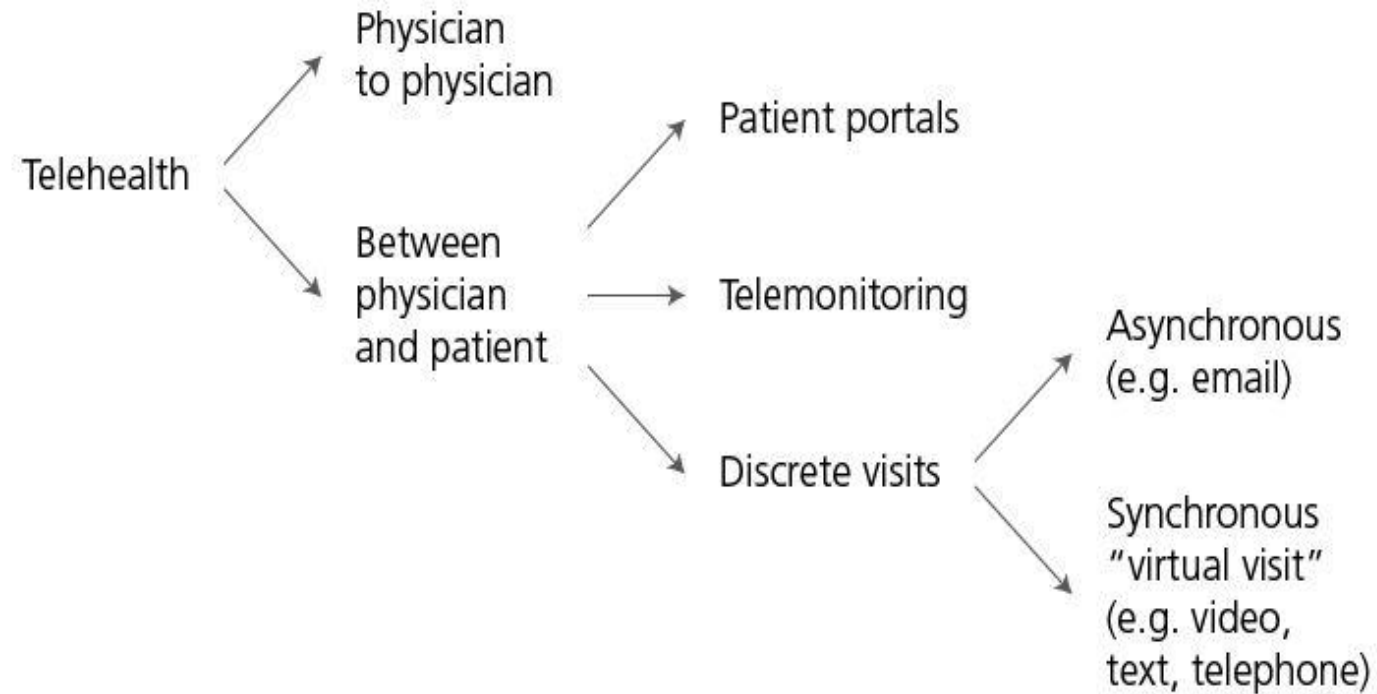 Physician
to physician
Patient portals
Telehealth
Between
physician
and patient
Telemonitoring
Asynchronous
(e.g. email)
Discrete visits
Synchronous
“virtual visit”
(e.g. video,
text, telephone)